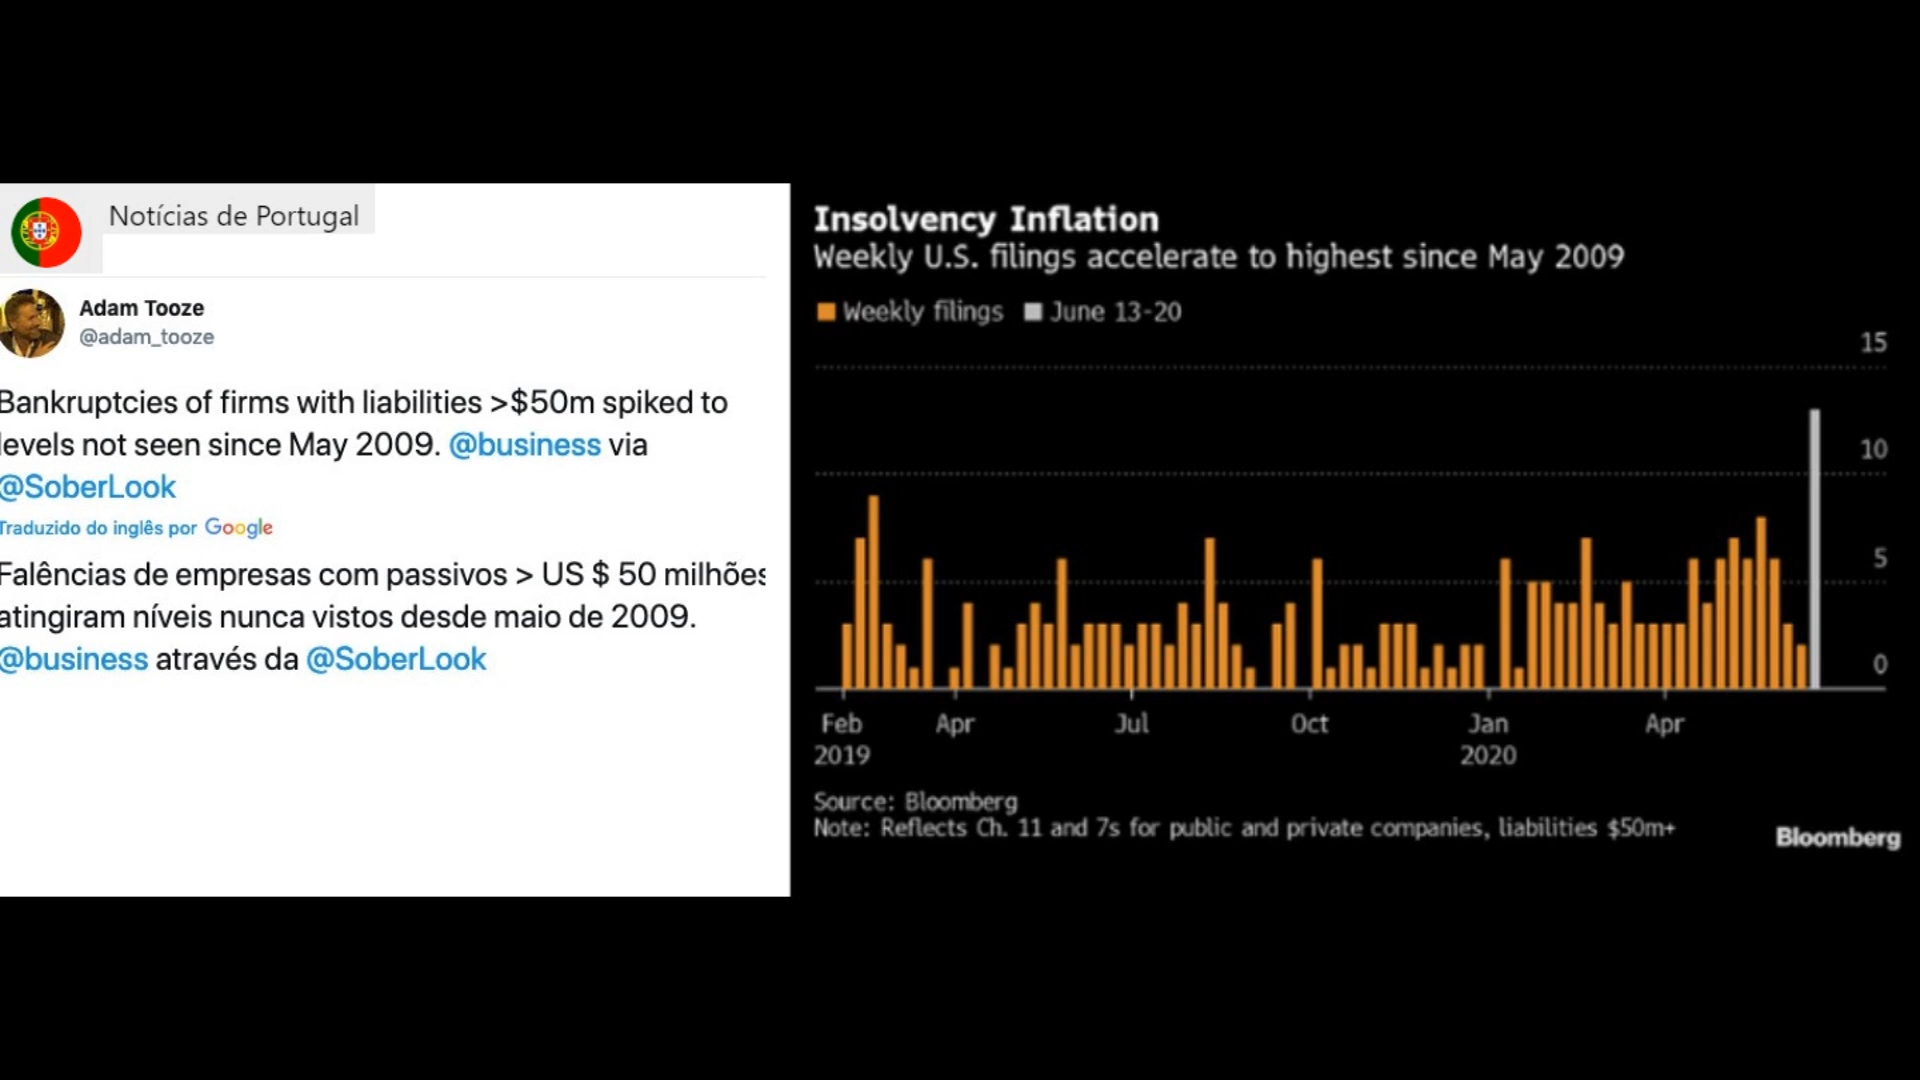 Notícias de Portugal
Adam Tooze
@adam_tooze
Bankruptcies of firms with liabilities >$50m spiked to
levels not seen since May 2009. @business via
@SoberLook
Traduzido do inglês por Google
Falências de empresas com passivos > US $ 50 milhões
atingiram níveis nunca vistos desde maio de 2009.
@business através da @SoberLook
Insolvency Inflation
Weekly U.S. filings accelerate to highest since May 2009
Weekly filings June 13-20
15
10
5
0
Feb Apr Jul Oct Jan Apr
2019 2020
Source: Bloomberg
Note: Reflects Ch. 11 and 7s for public and private companies, liabilities $50m+
Bloomberg